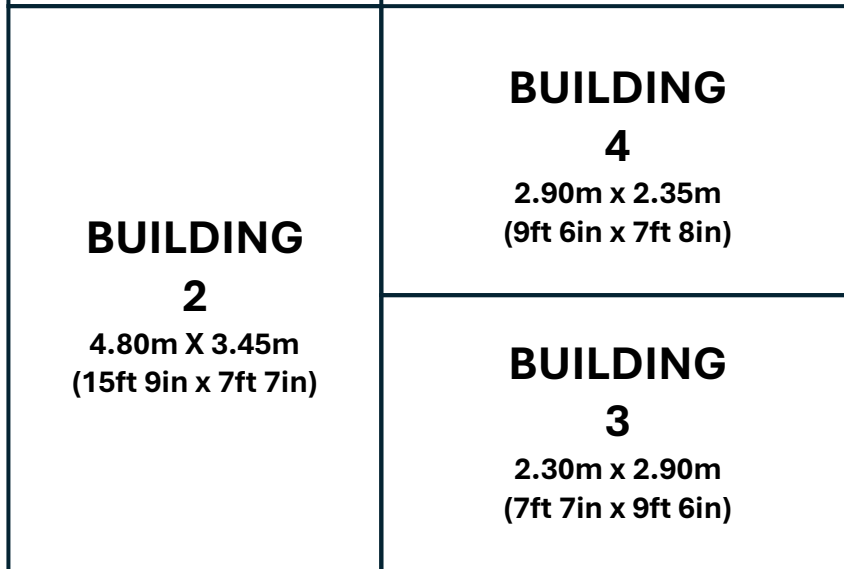 BUILDING
2
4.80m X 3.45m
(15ft 9in x 7ft 7in)
BUILDING
4
2.90m x 2.35m
(9ft 6in x 7ft 8in)
BUILDING
3
2.30m x 2.90m
(7ft 7in x 9ft 6in)